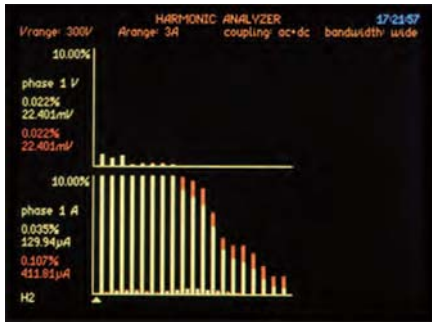 HARMONIC ANALYZER 17:21:57
Vrange: 300V Arange: 3A coupling: ac+dc bandwidth: wide
10.00%
phase 1 V
0.022%
22.401mV
0.022%
22.401mV
10.00%
phase 1 A
0.035%
129.94µA
0.107%
411.81µA
H2